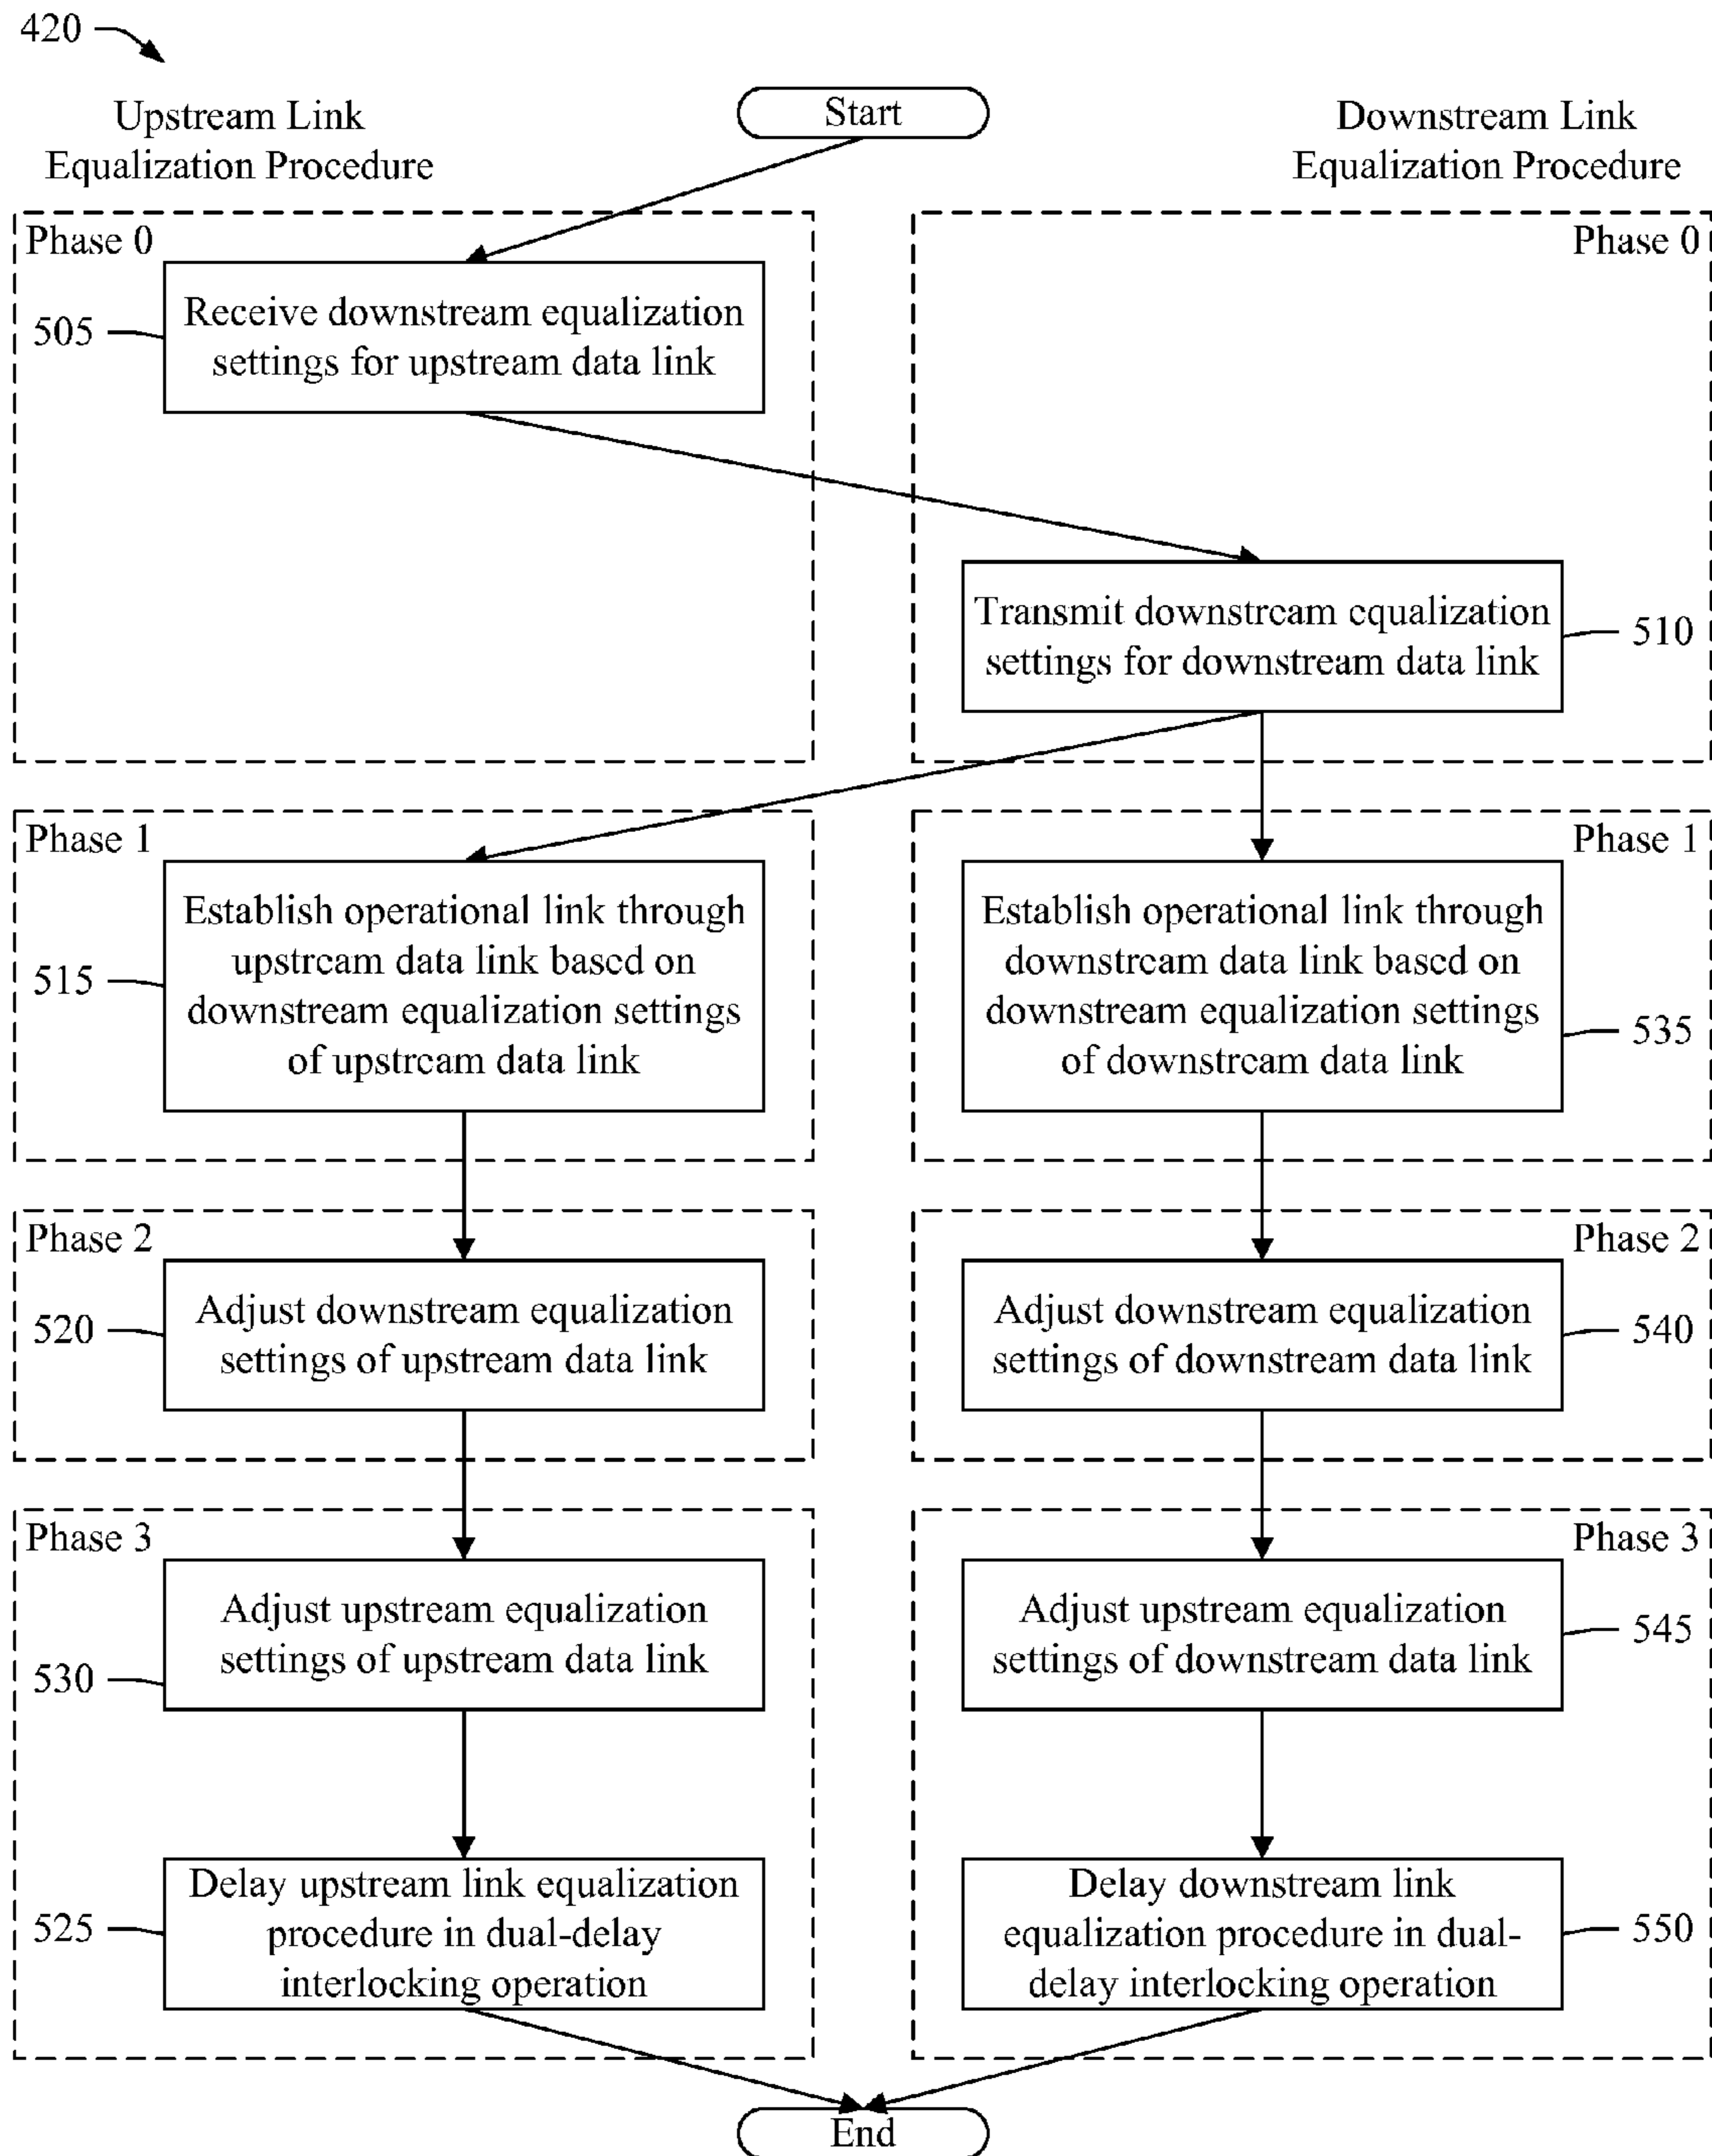 420
Upstream Link
Equalization Procedure
Start
Downstream Link
Equalization Procedure
Phase 0
Phase 0
505
Receive downstream equalization
settings for upstream data link
Transmit downstream equalization
settings for downstream data link
510
Phase 1
Phase 1
515
Establish operational link through
upstream data link based on
downstream equalization settings
of upstream data link
Establish operational link through
downstream data link based on
downstream equalization settings
of downstream data link
535
Phase 2
Phase 2
520
Adjust downstream equalization
settings of upstream data link
Adjust downstream equalization
settings of downstream data link
540
Phase 3
Phase 3
530
Adjust upstream equalization
settings of upstream data link
Adjust upstream equalization
settings of downstream data link
545
525
Delay upstream link equalization
procedure in dual-delay
interlocking operation
Delay downstream link
equalization procedure in dual-
delay interlocking operation
550
End